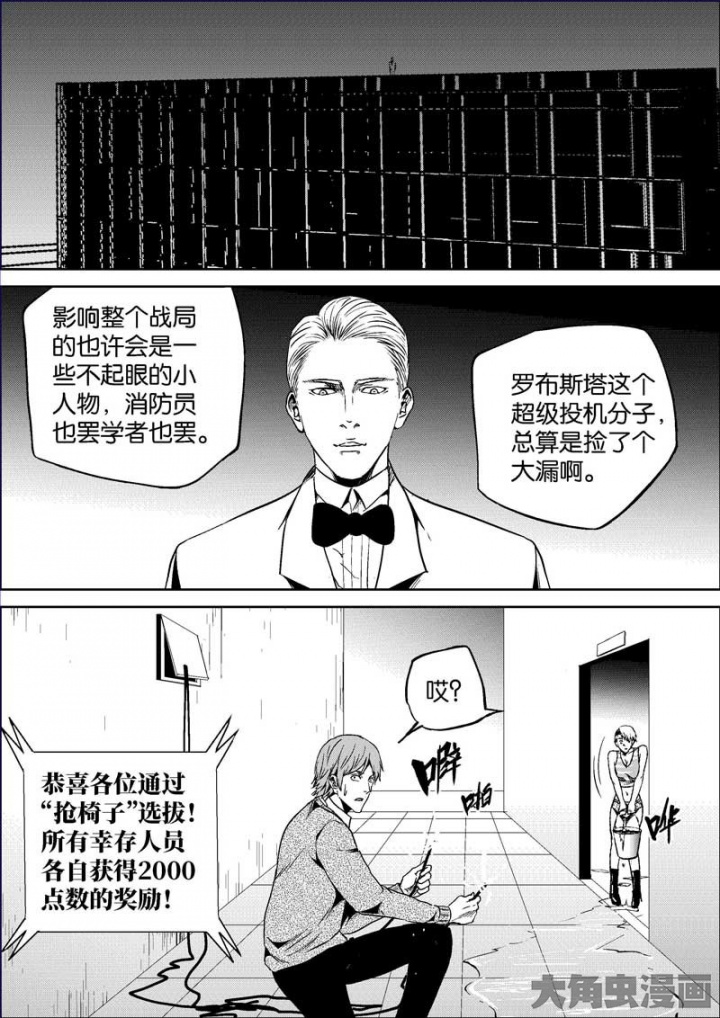 影响整个战局
的也许会是一
些不起眼的小
人物，消防员
也罢学者也罢。
罗布斯塔这个
超级投机分子，
总算是捡了个
大漏啊。
哎？
噼
啪
哗
恭喜各位通过
“抢椅子”选拔！
所有幸存人员
各自获得2000
点数的奖励！
大角虫漫画